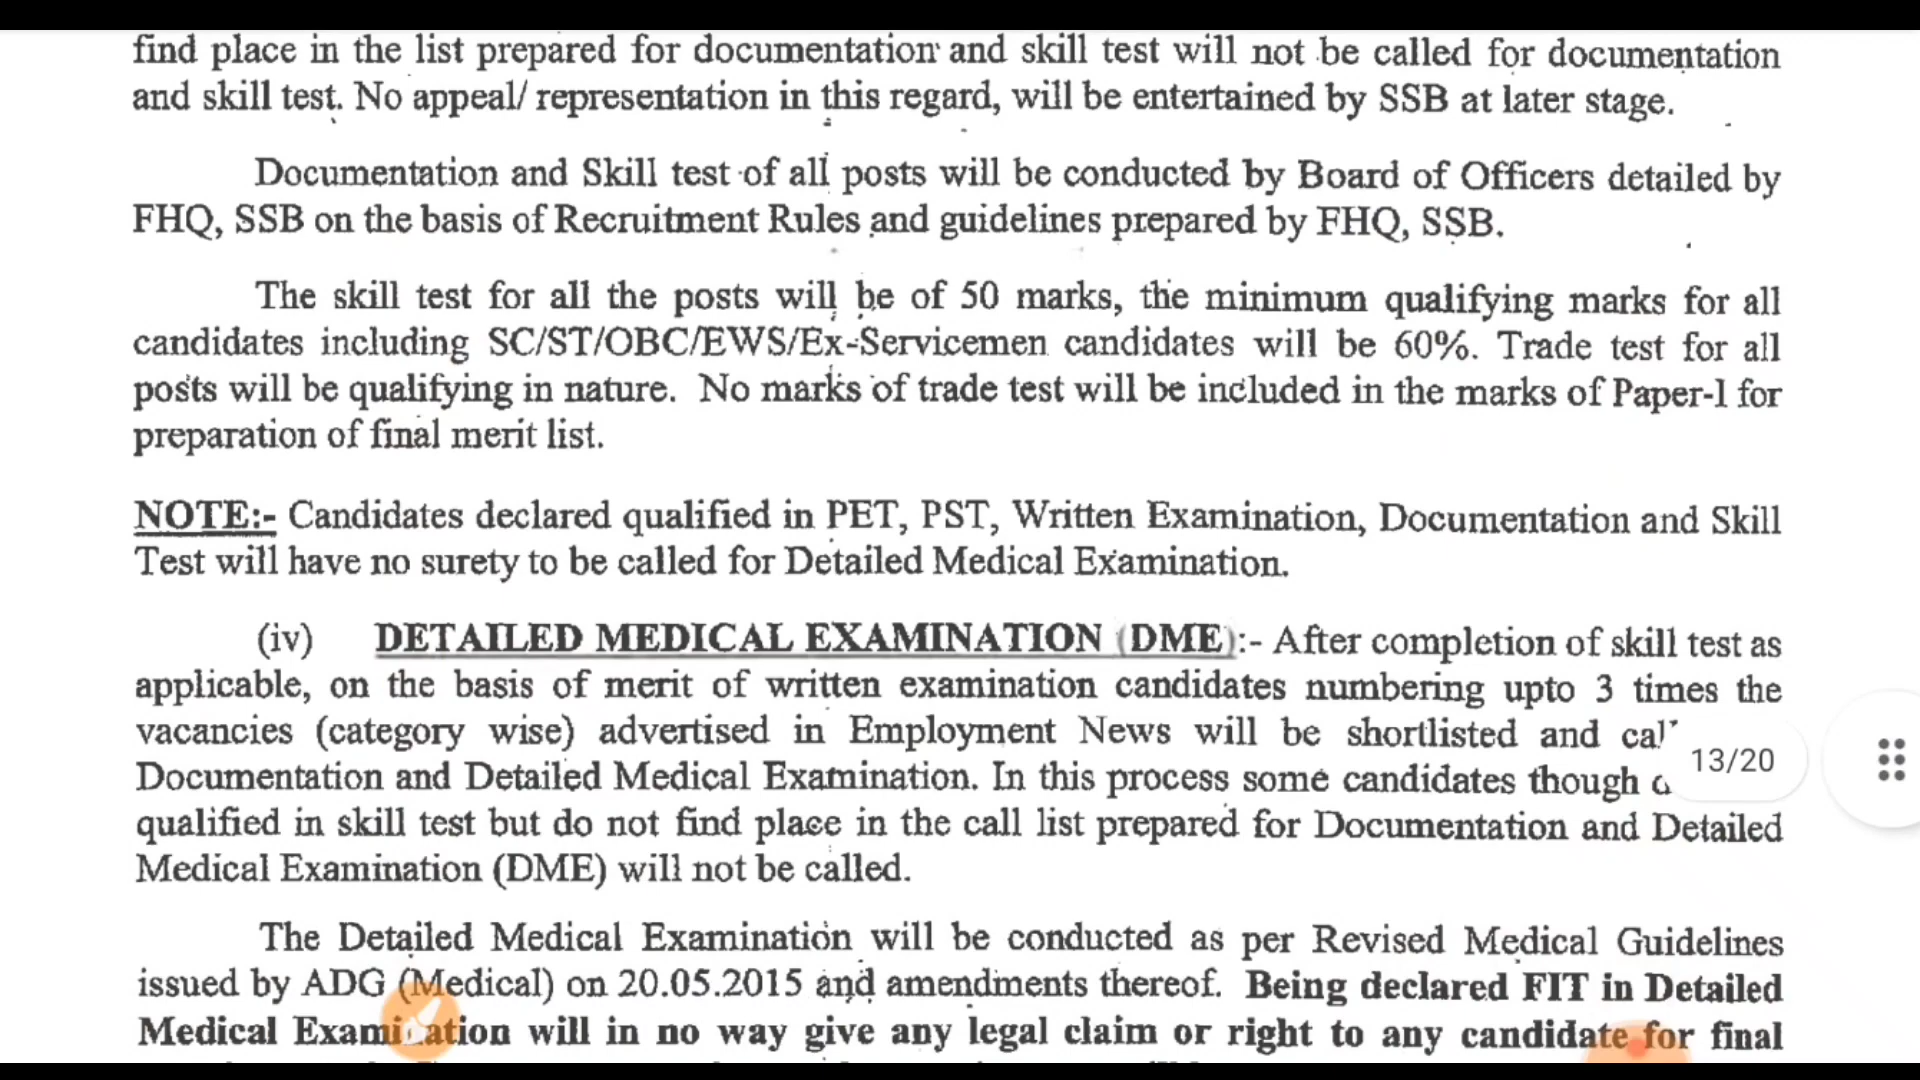 find place in the list prepared for documentation and skill test will not be called for documentation
and skill test. No appeal/ representation in this regard, will be entertained by SSB at later stage.
Documentation and Skill test of all posts will be conducted by Board of Officers detailed by
FHQ, SSB on the basis of Recruitment Rules and guidelines prepared by FHQ, SSB.
The skill test for all the posts will be of 50 marks, the minimum qualifying marks for all
candidates including SC/ST/OBC/EWS/Ex-Servicemen candidates will be 60%. Trade test for all
posts will be qualifying in nature. No marks of trade test will be included in the marks of Paper-1 for
preparation of final merit list.
NOTE:- Candidates declared qualified in PET, PST, Written Examination, Documentation and Skill
Test will have no surety to be called for Detailed Medical Examination.
(iv) DETAILED MEDICAL EXAMINATION (DME):- After completion of skill test as
applicable, on the basis of merit of written examination candidates numbering upto 3 times the
vacancies (category wise) advertised in Employment News will be shortlisted and
Documentation and Detailed Medical Examination. In this process some candidates though
qualified in skill test but do not find place in the call list prepared for Documentation and Detailed
Medical Examination (DME) will not be called.
13/20
The Detailed Medical Examination will be conducted as per Revised Medical Guidelines
issued by ADG (Medical) on 20.05.2015 and amendments thereof. Being declared FIT in Detailed
Medical Examination will in no way give any legal claim or right to any candidate for final